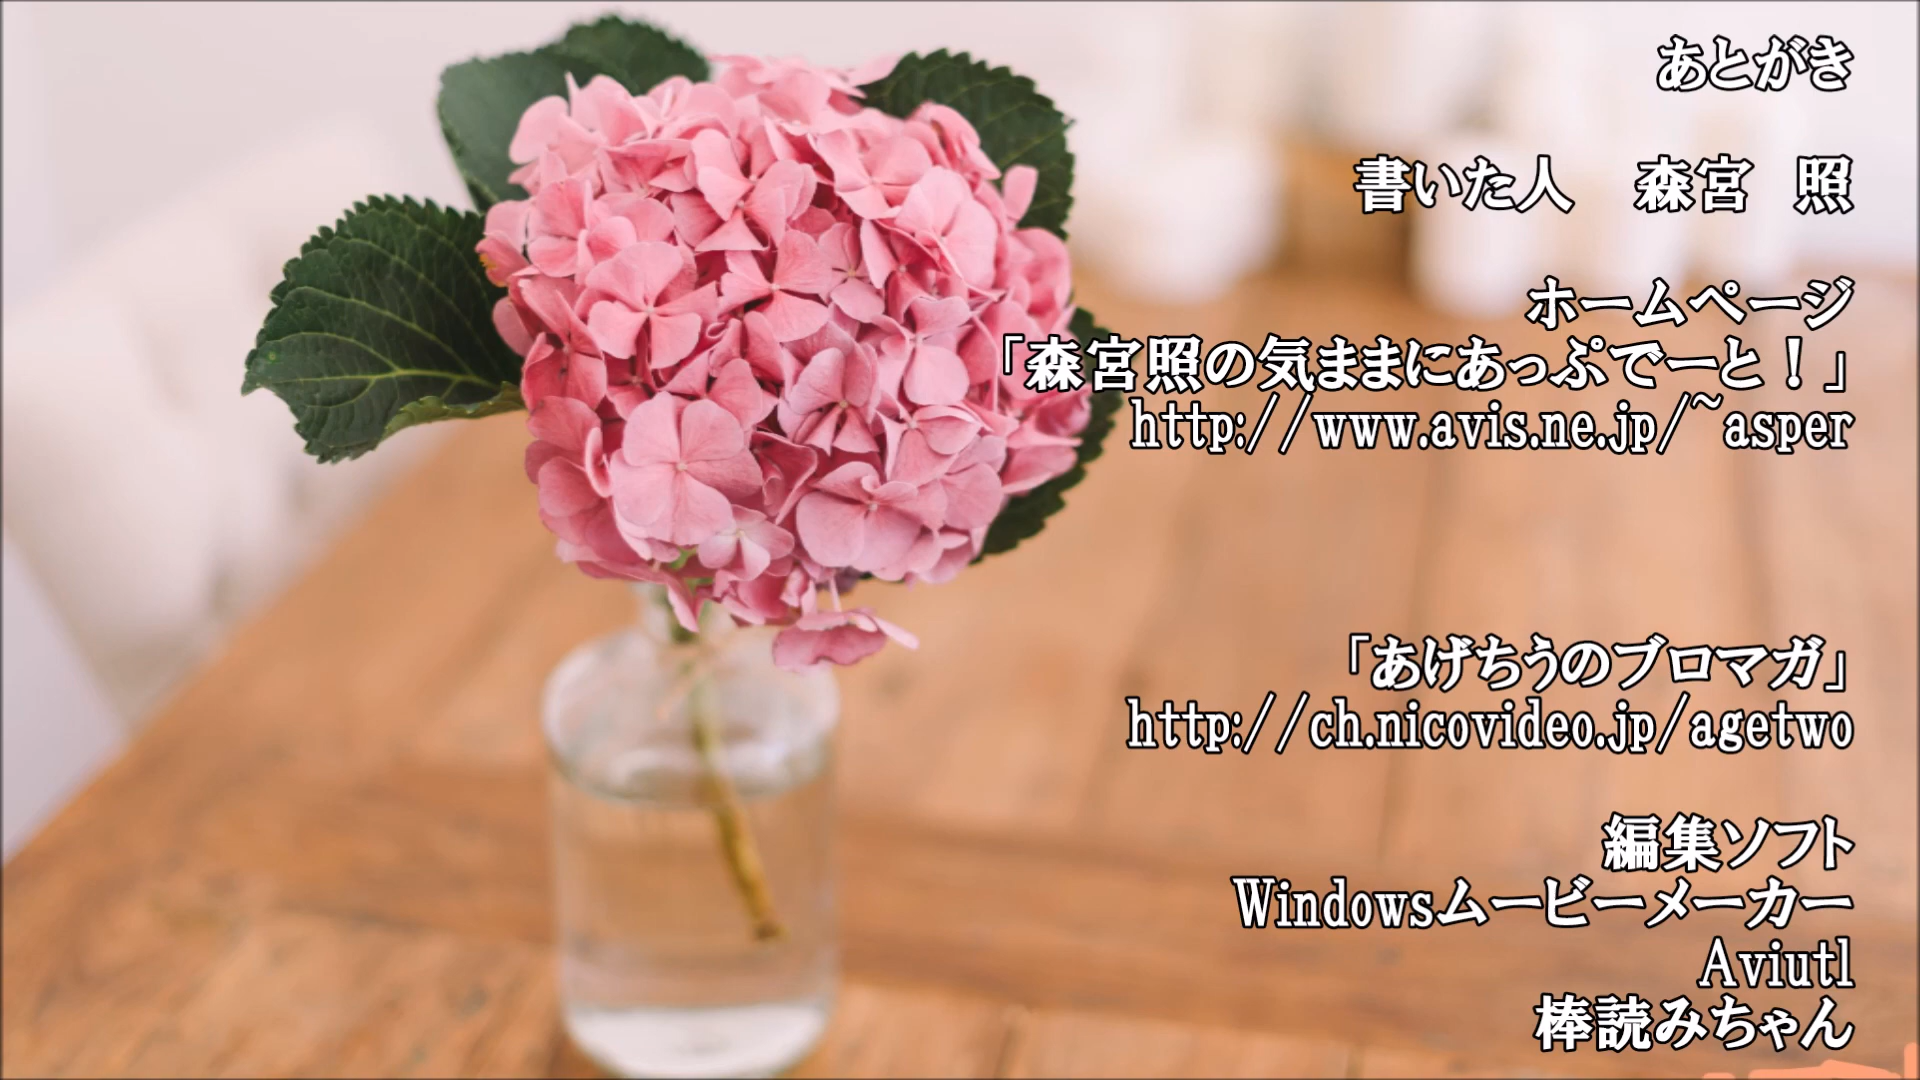 あとがき
書いた人　森宮　照
ホームページ
「森宮照の気ままにあっぷでーと！」
http://www.avis.ne.jp/~asper
「あげちうのブロマガ」
http://ch.nicovideo.jp/agetwo
編集ソフト
Windowsムービーメーカー
Aviutl
棒読みちゃん